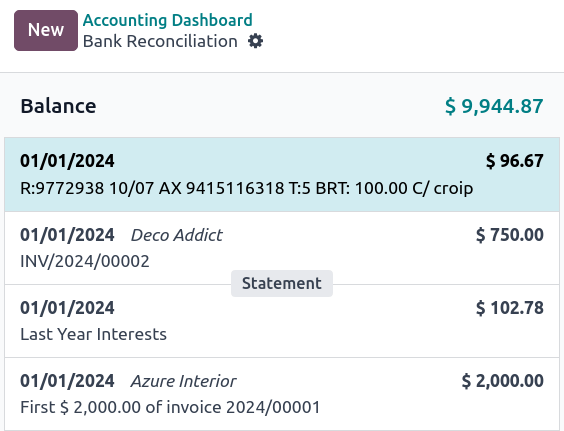 New
Accounting Dashboard
Bank Reconciliation
Balance $ 9,944.87
01/01/2024 $ 96.67
R:9772938 10/07 AX 9415116318 T:5 BRT: 100.00 C/ croip
01/01/2024 Deco Addict $ 750.00
INV/2024/00002
Statement
01/01/2024 $ 102.78
Last Year Interests
01/01/2024 Azure Interior $ 2,000.00
First $ 2,000.00 of invoice 2024/00001